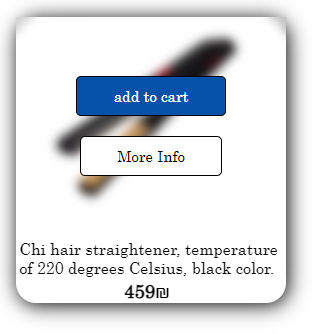 add to cart
More Info
Chi hair straightener, temperature
of 220 degrees Celsius, black color.
459₪